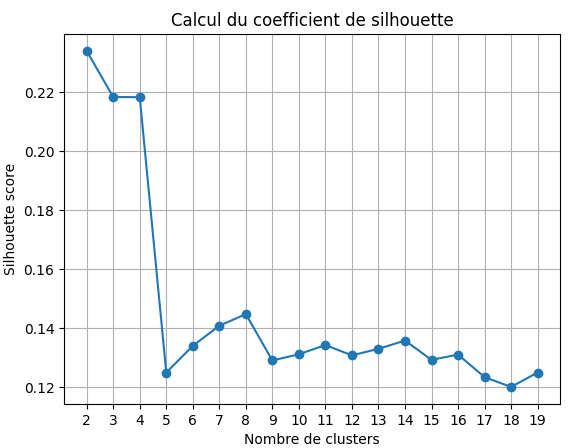 Calcul du coefficient de silhouette
Silhouette score
0.22
0.20
0.18
0.16
0.14
0.12
2 3 4 5 6 7 8 9 10 11 12 13 14 15 16 17 18 19
Nombre de clusters